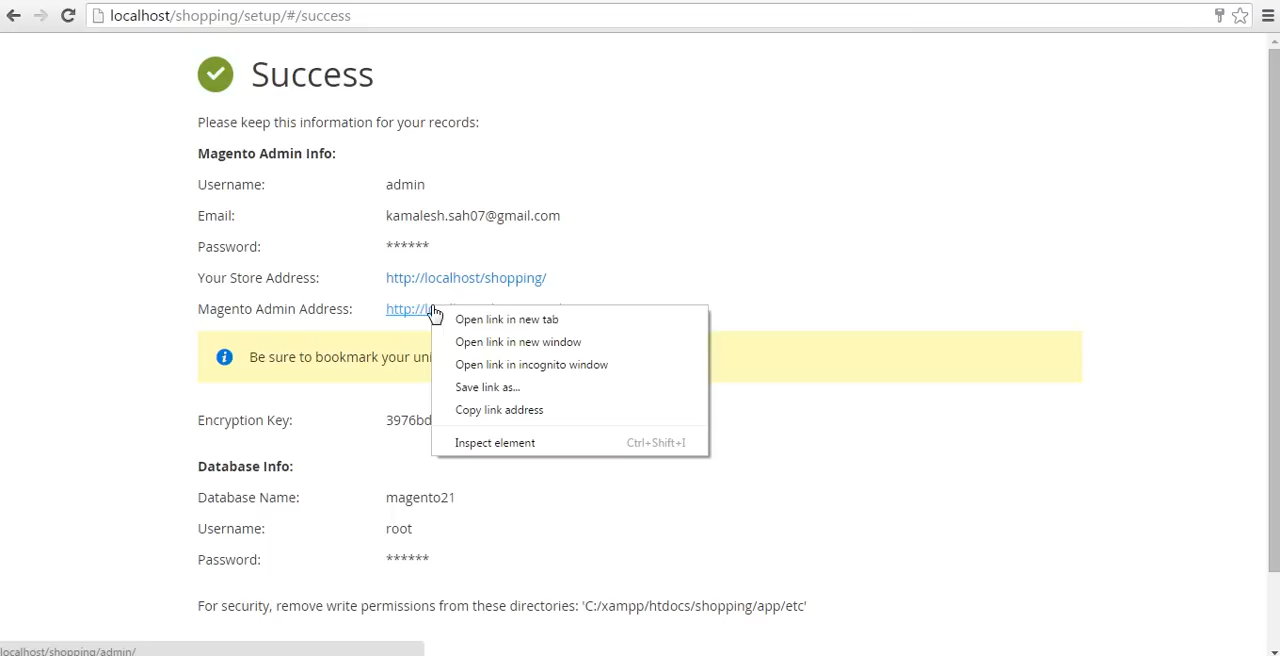 localhost/shopping/setup/#/success
Success
Please keep this information for your records:
Magento Admin Info:
Username: admin
Email: kamalesh.sah07@gmail.com
Password: ******
Your Store Address: http://localhost/shopping/
Magento Admin Address: http://l
Open link in new tab
Open link in new window
Be sure to bookmark your uni
Open link in incognito window
Save link as...
Copy link address
Encryption Key: 3976bd
Inspect element Ctrl+Shift+I
Database Info:
Database Name: magento21
Username: root
Password: ******
For security, remove write permissions from these directories: 'C:/xampp/htdocs/shopping/app/etc'
localhost/shopping/admin/